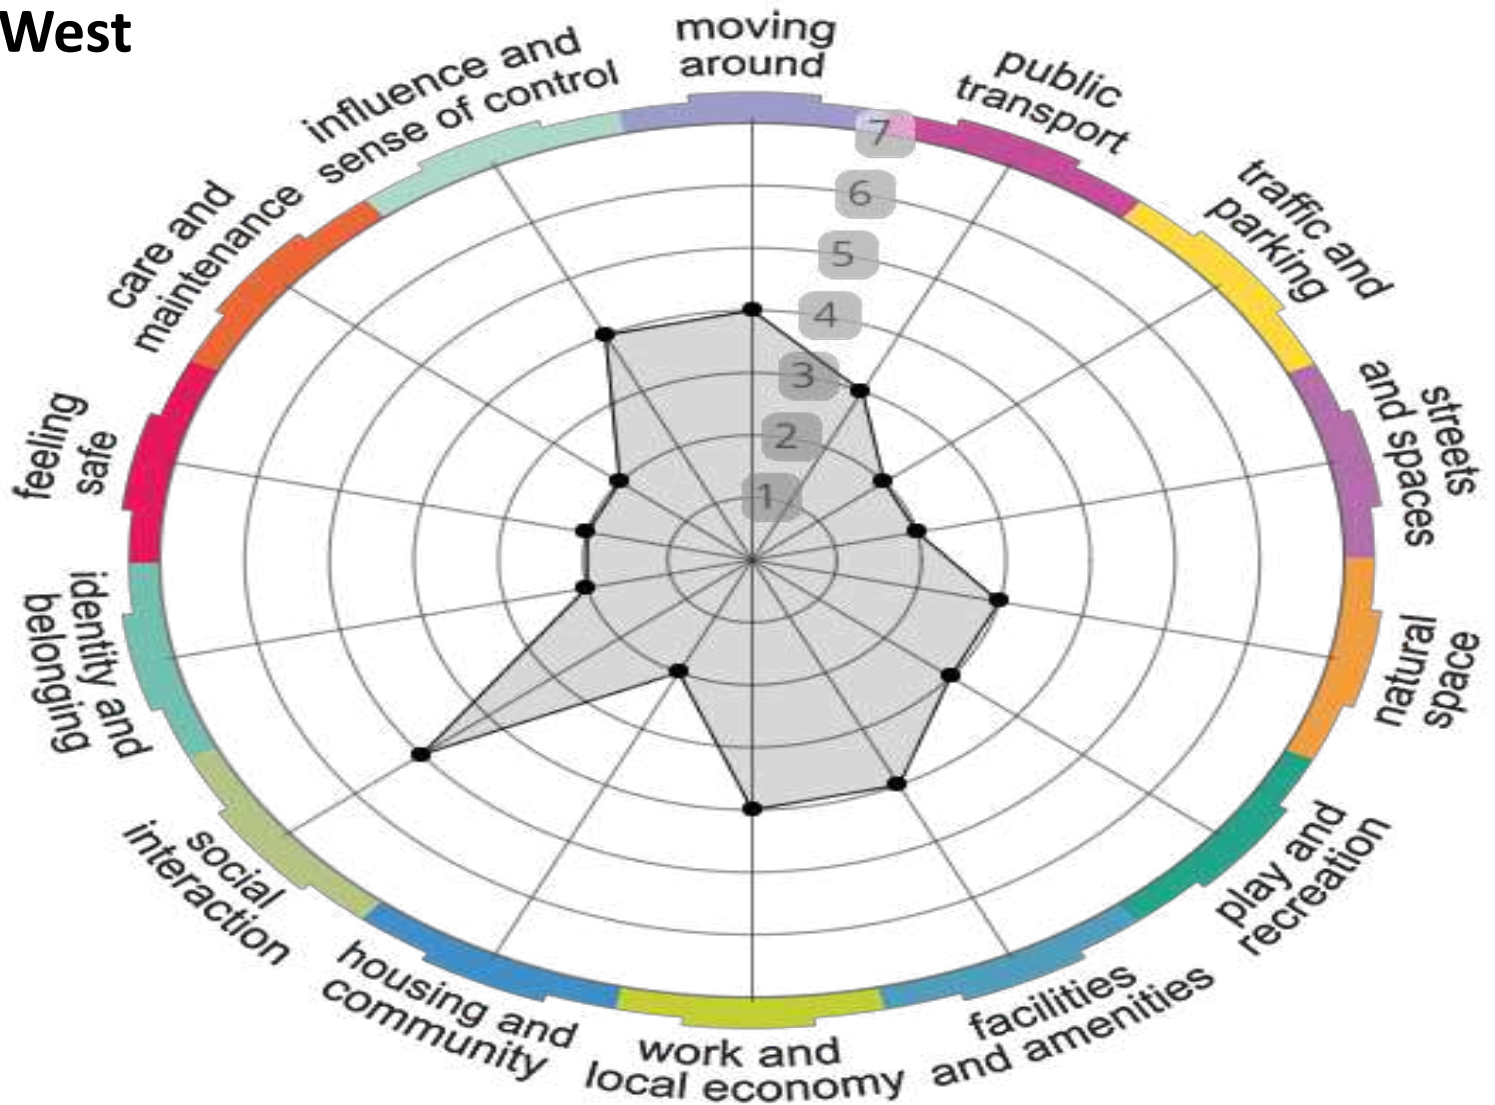 West
moving
around
public
transport
traffic and
parking
streets
and spaces
natural
space
play and
recreation
facilities
and amenities
work and
local economy
housing and
community
social
interaction
identity and
belonging
feeling
safe
care and
maintenance
influence and
sense of control
7
6
5
4
3
2
1